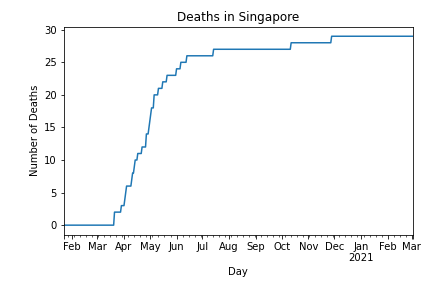 Deaths in Singapore
30
25
20
15
10
5
0
Number of Deaths
Feb Mar Apr May Jun Jul Aug Sep Oct Nov Dec Jan Feb Mar
2021
Day